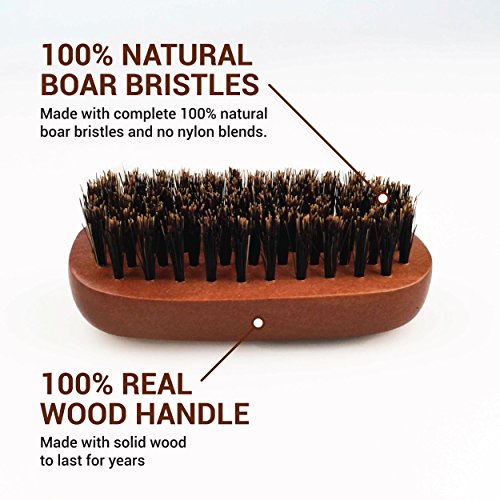 100% NATURAL
BOAR BRISTLES
Made with complete 100% natural
boar bristles and no nylon blends.
100% REAL
WOOD HANDLE
Made with solid wood
to last for years